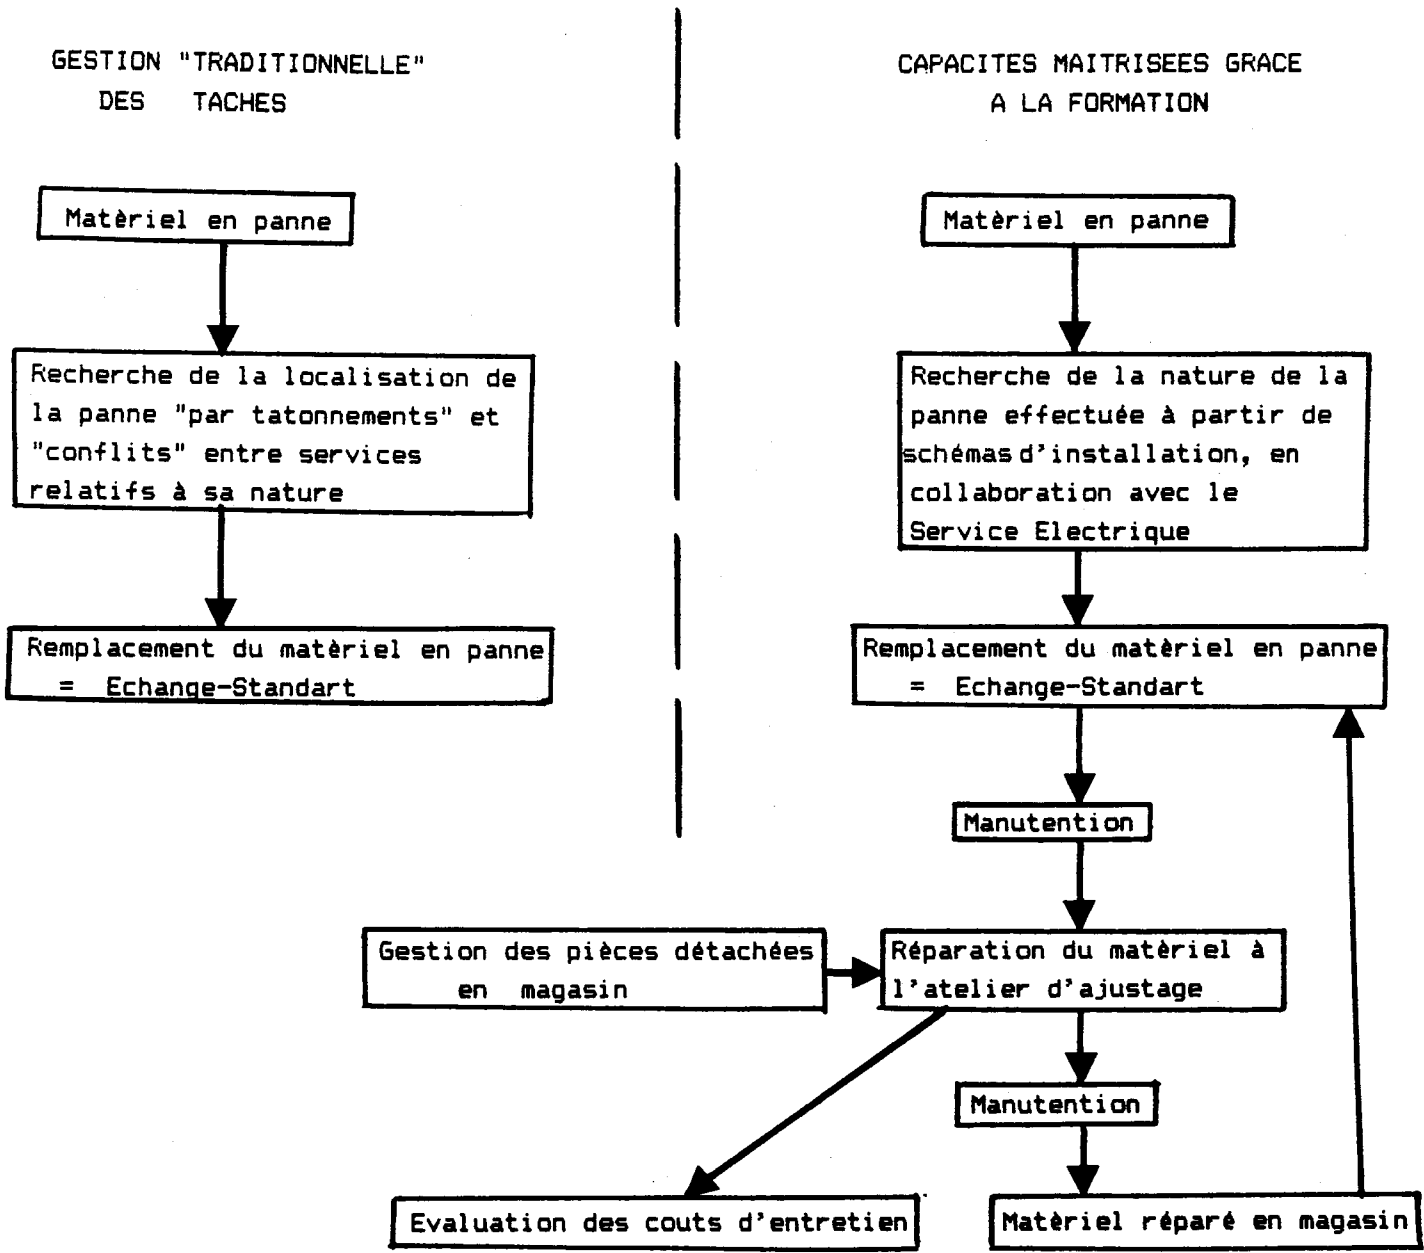 GESTION "TRADITIONNELLE"
DES TACHES
Matèriel en panne
Recherche de la localisation de
la panne "par tatonnements" et
"conflits" entre services
relatifs à sa nature
Remplacement du matèriel en panne
= Echange-Standart
CAPACITES MAITRISEES GRACE
A LA FORMATION
Matèriel en panne
Recherche de la nature de la
panne effectuée à partir de
schémas d'installation, en
collaboration avec le
Service Electrique
Remplacement du matèriel en panne
= Echange-Standart
Manutention
Gestion des pièces détachées
en magasin
Réparation du matèriel à
l'atelier d'ajustage
Manutention
Evaluation des couts d'entretien
Matèriel réparé en magasin